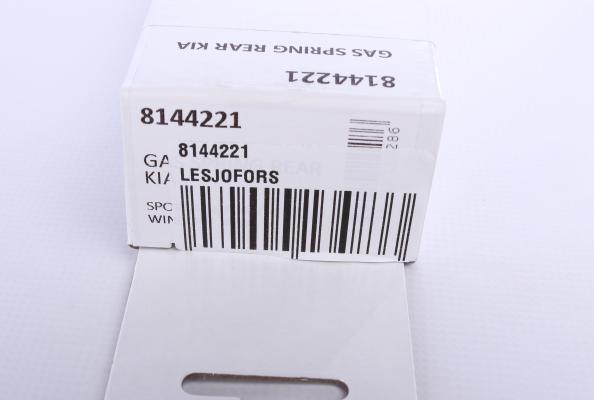 GAS SPRING REAR KIA
8144221
8144221
286
8144221
LESJOFORS
GA
KIA
SPO
WIN